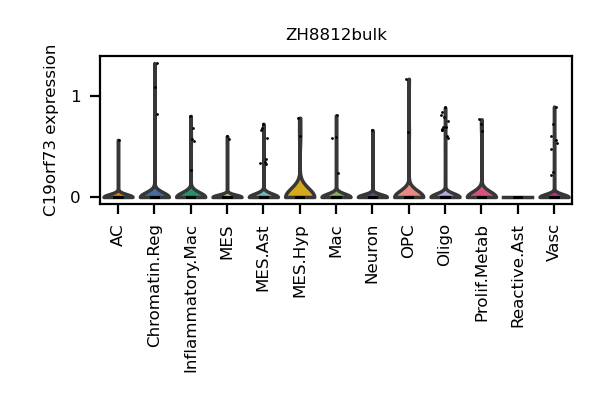 ZH8812bulk
C19orf73 expression
1
0
AC
Chromatin.Reg
Inflammatory.Mac
MES
MES.Ast
MES.Hyp
Mac
Neuron
OPC
Oligo
Prolif.Metab
Reactive.Ast
Vasc